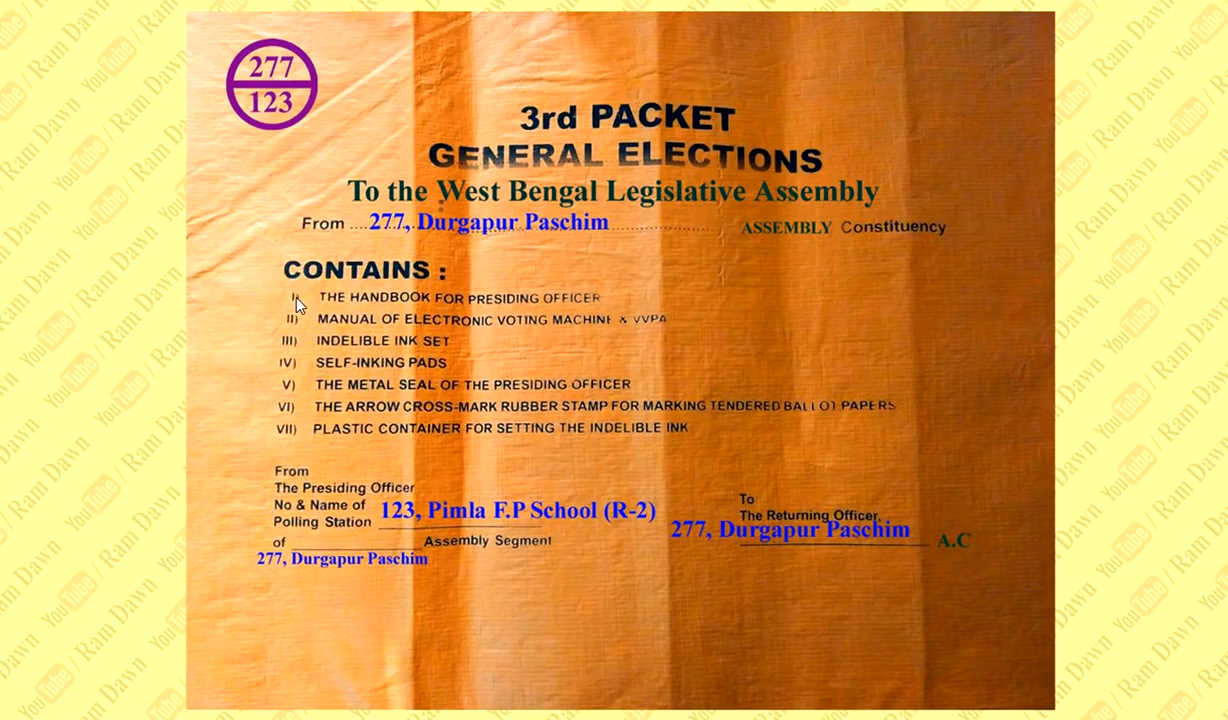 277
123
3rd PACKET
GENERAL ELECTIONS
To the West Bengal Legislative Assembly
From .... 277, Durgapur Paschim ........................ ASSEMBLY Constituency
CONTAINS :
I) THE HANDBOOK FOR PRESIDING OFFICER
II) MANUAL OF ELECTRONIC VOTING MACHINE & VVPA
III) INDELIBLE INK SET
IV) SELF-INKING PADS
V) THE METAL SEAL OF THE PRESIDING OFFICER
VI) THE ARROW CROSS-MARK RUBBER STAMP FOR MARKING TENDERED BALLOT PAPERS
VII) PLASTIC CONTAINER FOR SETTING THE INDELIBLE INK
From
The Presiding Officer
No & Name of
Polling Station 123, Pimla F.P School (R-2)
of Assembly Segment
277, Durgapur Paschim
To
The Returning Officer,
277, Durgapur Paschim A.C
You Tube / Ram Dawn